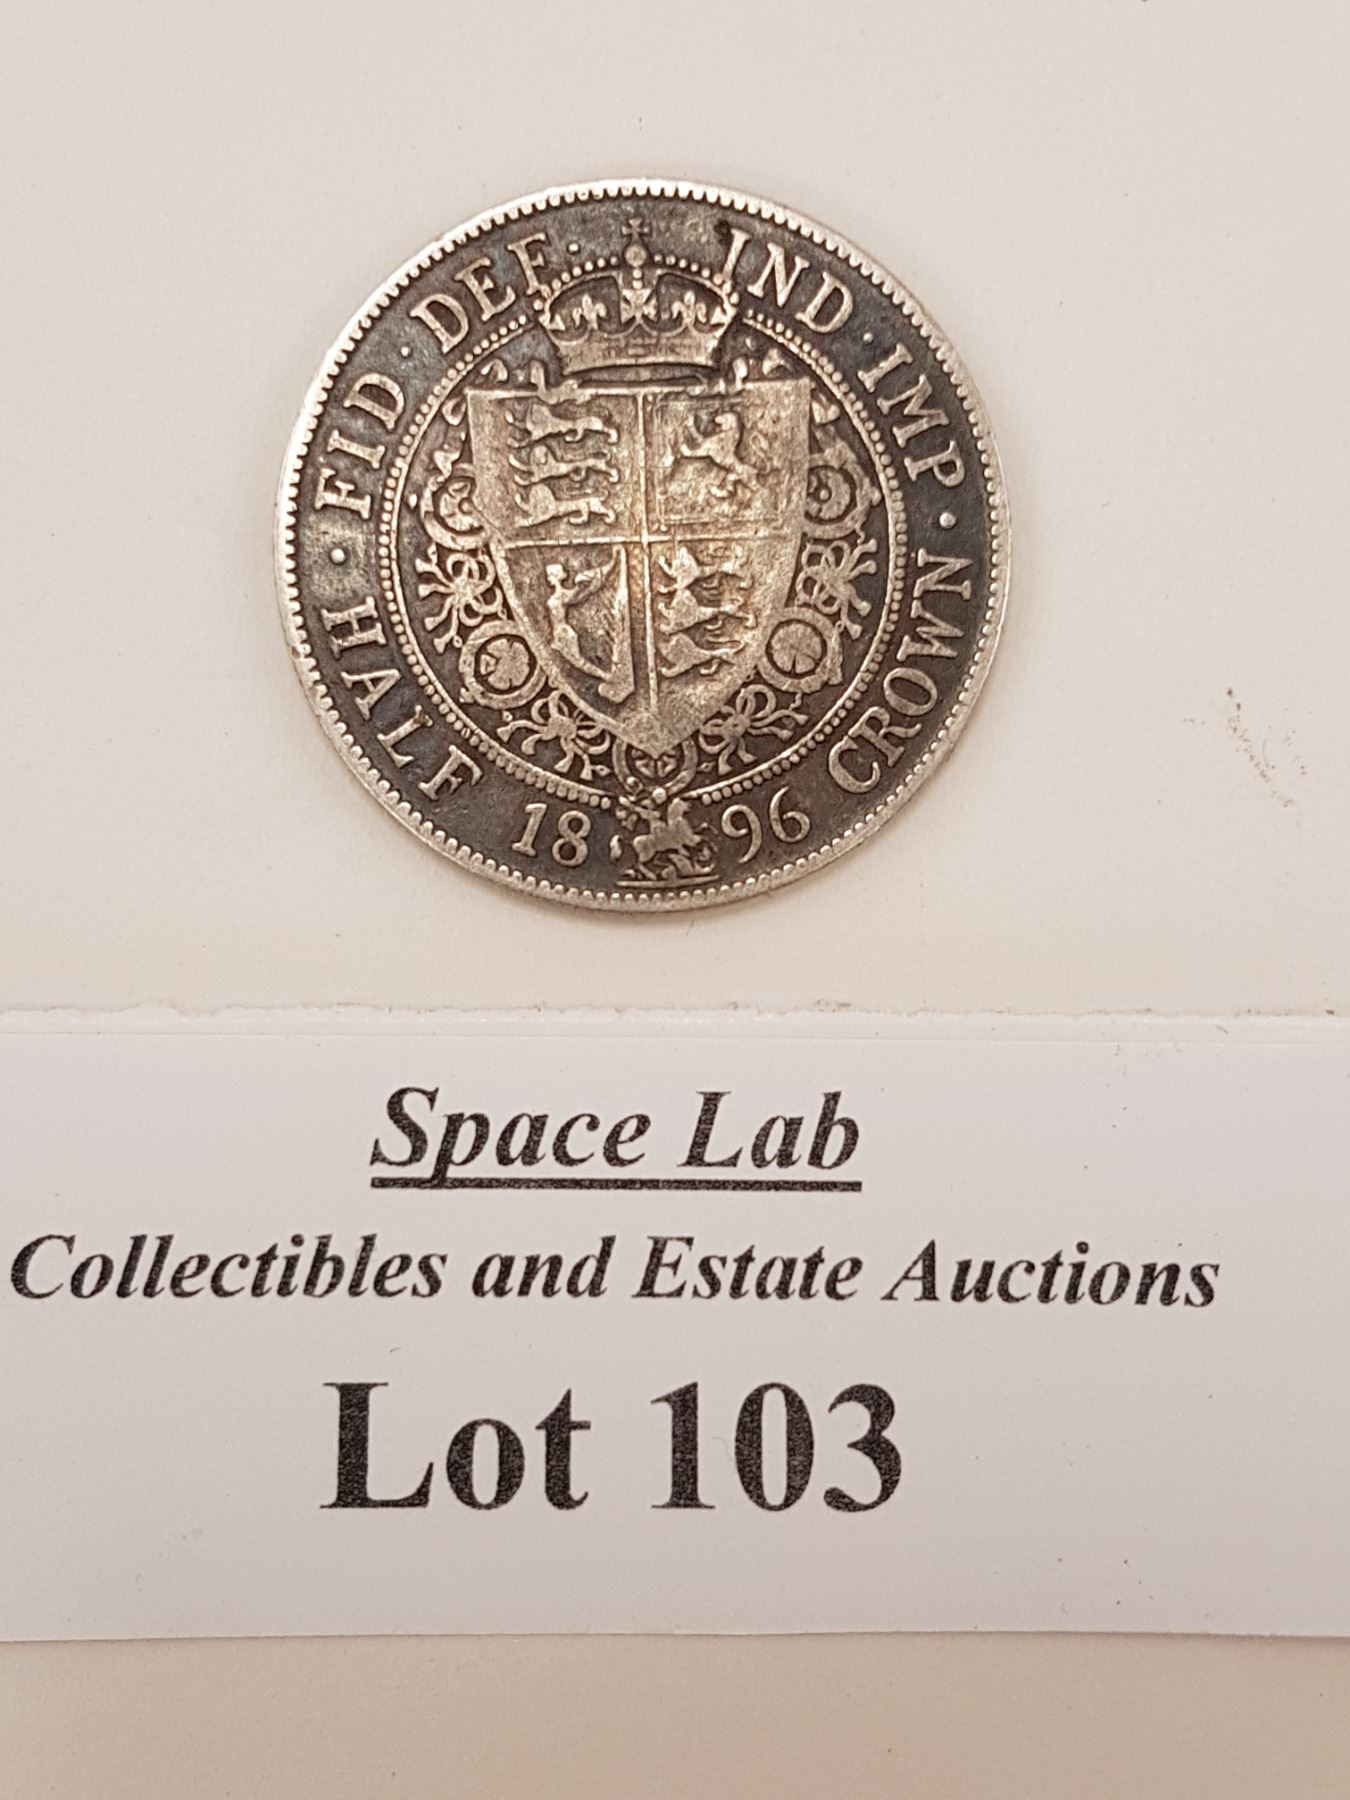 FID · DEF · IND · IMP ·
HALF 1896 CROWN
Space Lab
Collectibles and Estate Auctions
Lot 103